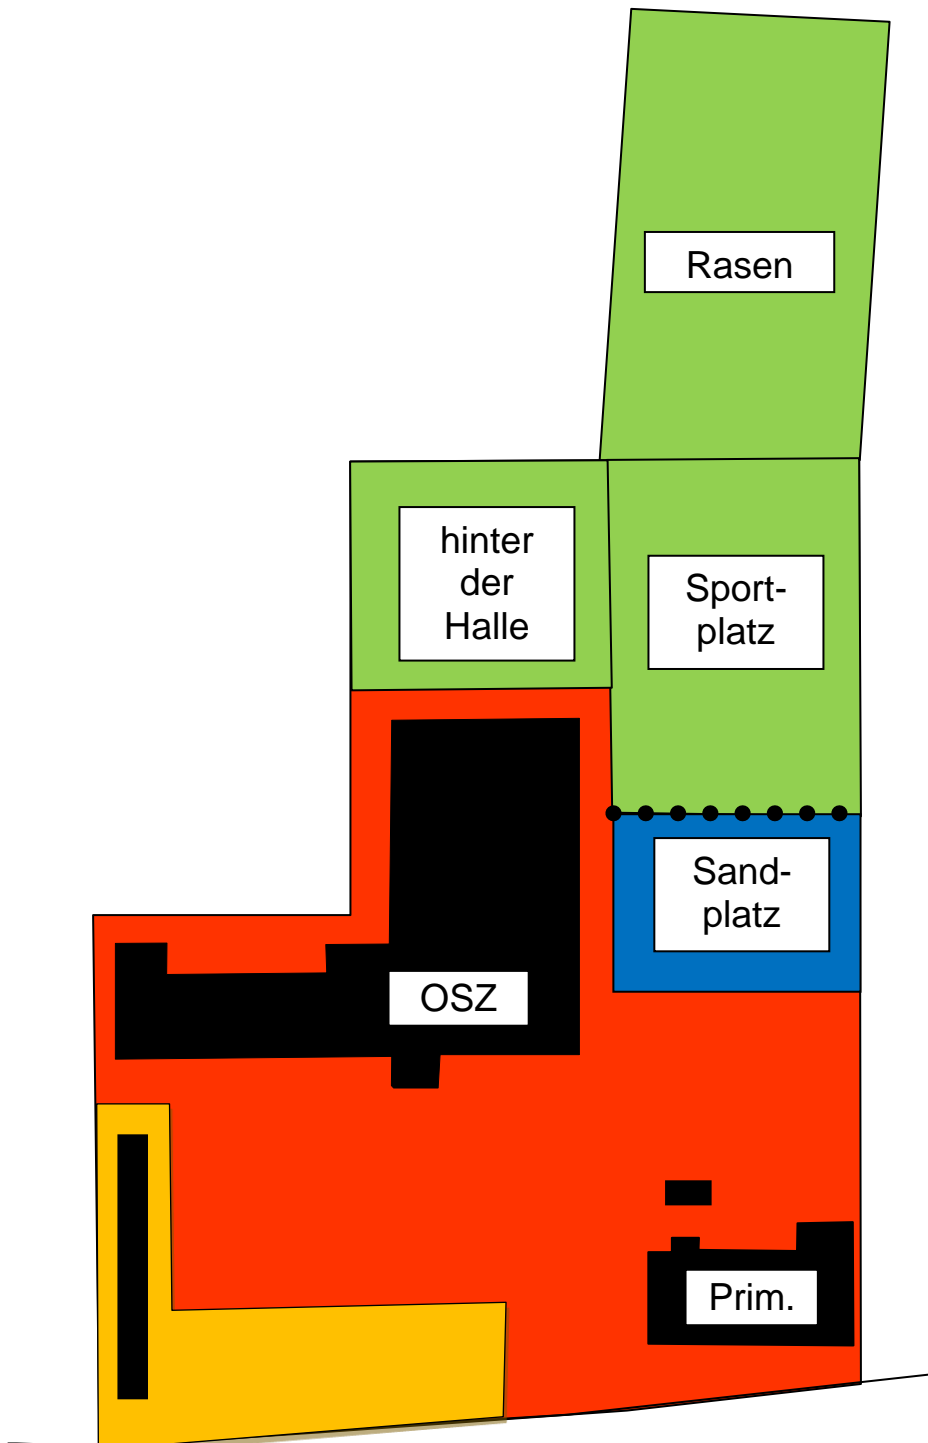 Rasen
hinter
der
Halle
Sport-
platz
Sand-
platz
OSZ
Prim.